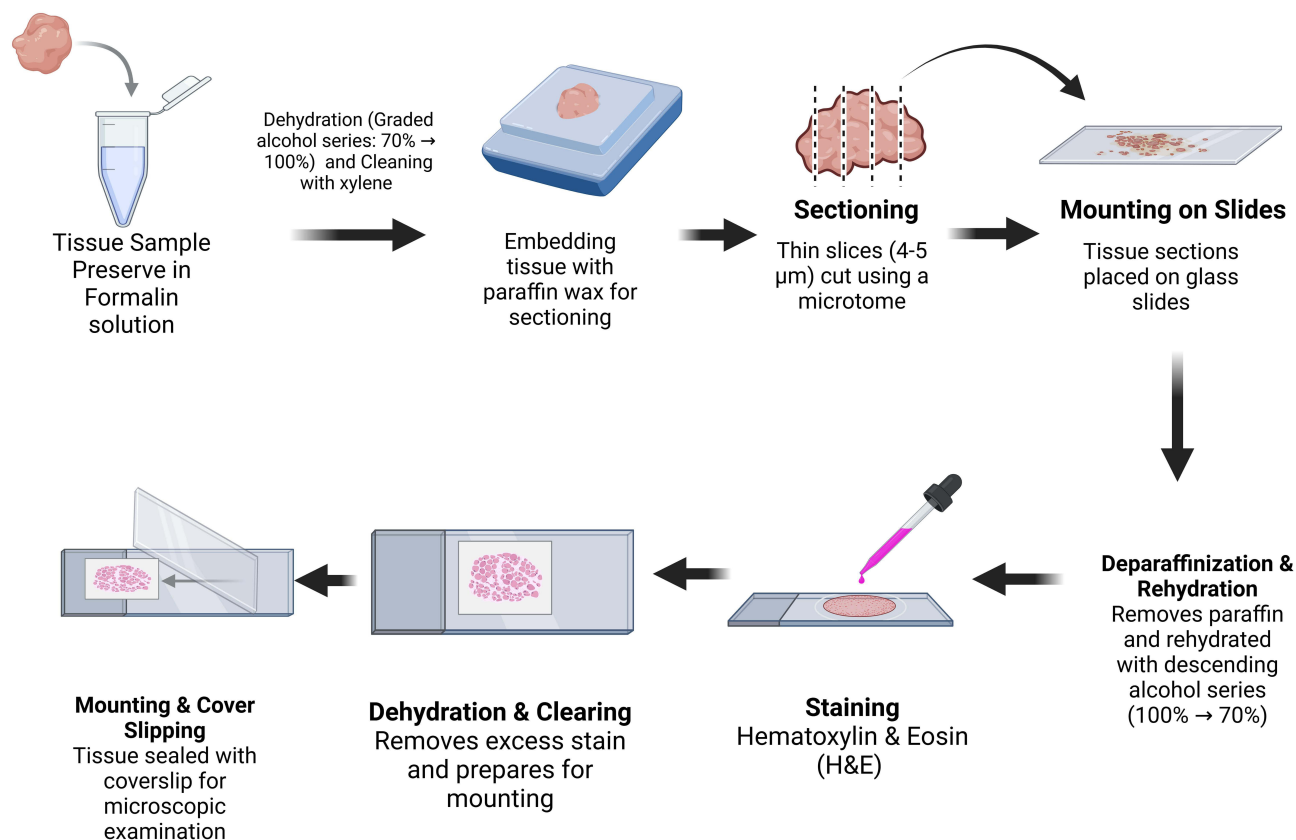 Tissue Sample
Preserve in
Formalin
solution
Dehydration (Graded
alcohol series: 70% →
100%) and Cleaning
with xylene
Embedding
tissue with
paraffin wax for
sectioning
Sectioning
Thin slices (4-5
µm) cut using a
microtome
Mounting on Slides
Tissue sections
placed on glass
slides
Deparaffinization &
Rehydration
Removes paraffin
and rehydrated
with descending
alcohol series
(100% → 70%)
Staining
Hematoxylin & Eosin
(H&E)
Dehydration & Clearing
Removes excess stain
and prepares for
mounting
Mounting & Cover
Slipping
Tissue sealed with
coverslip for
microscopic
examination